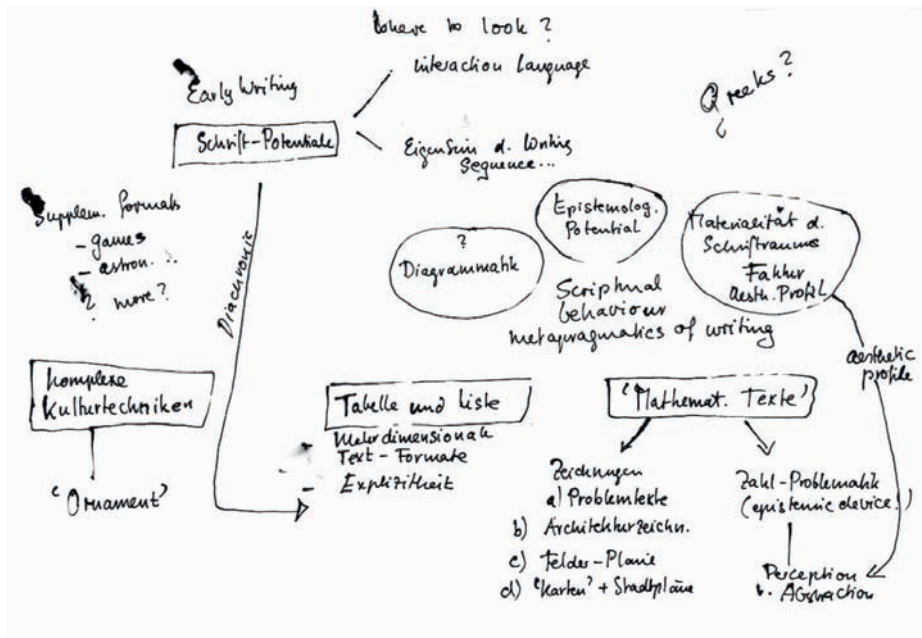 Where to look?
interaction language
Early Writing
Schrift-Potentiale
Eigensinn d. Writing
Sequence...
Greeks?
Supplem. formats
- games
- astron. ..
? more?
Diachronic
?
Diagrammatik
Epistemolog.
Potential
Materialität d.
Schriftraums
Faktur
Aesth. Profil
Scriptural
behaviour
metapragmatics of writing
aesthetic
profile
Komplexe
Kulturtechniken
'Ornament'
Tabelle und Liste
- Mehrdimensionale
Text-Formate
- Explizitheit
'Mathemat. Texte'
Zeichnungen
a) Problemtexte
b) Architekturzeichn.
c) Felder-Pläne
d) 'Karten' + Stadtpläne
Zahl-Problematik
(epistemic device)
Perception
Abstraction